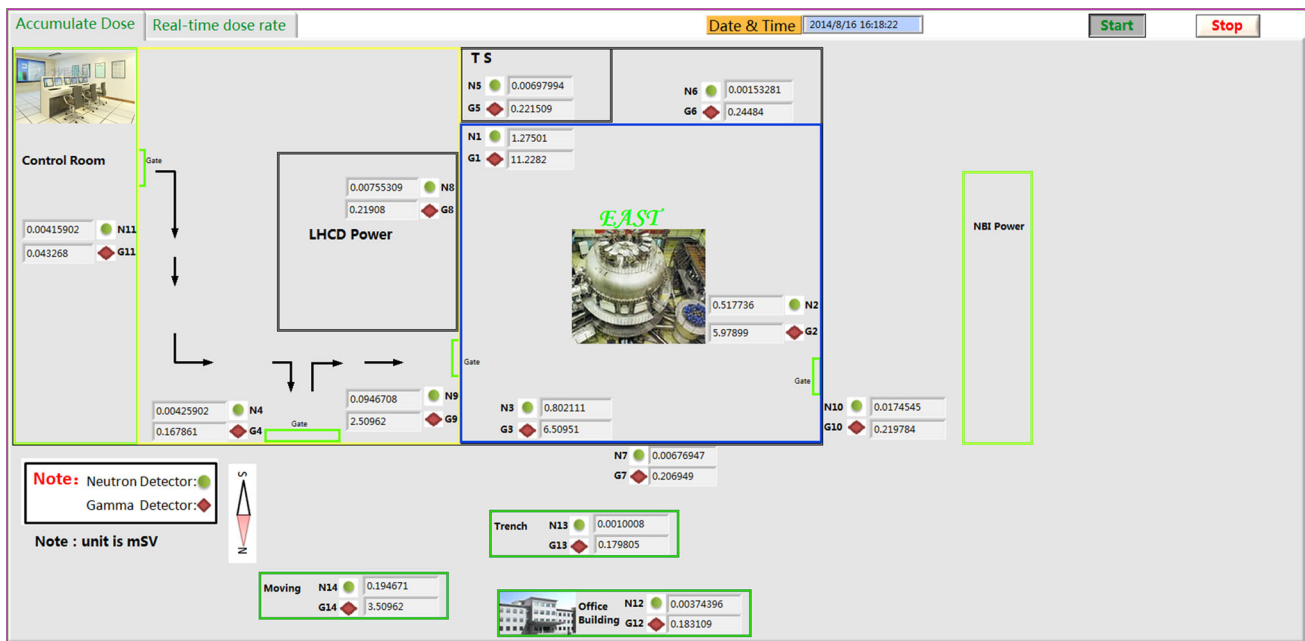 Accumulate Dose
Real-time dose rate
Date & Time
2014/8/16 16:18:22
Start
Stop
T S
N5
0.00697994
G5
0.221509
N6
0.00153281
G6
0.24484
N1
1.27501
G1
11.2282
Control Room
Gate
0.00415902
N11
0.043268
G11
0.00755309
N8
0.21908
G8
LHCD Power
EAST
NBI Power
0.517736
N2
5.97899
G2
Gate
Gate
0.00425902
N4
0.167861
G4
Gate
0.0946708
N9
2.50962
G9
N3
0.802111
G3
6.50951
N10
0.0174545
G10
0.219784
N7
0.00676947
G7
0.206949
Note:
Neutron Detector:
Gamma Detector:
S
N
Note : unit is mSV
Trench
N13
0.0010008
G13
0.179805
Moving
N14
0.194671
G14
3.50962
Office
Building
N12
0.00374396
G12
0.183109